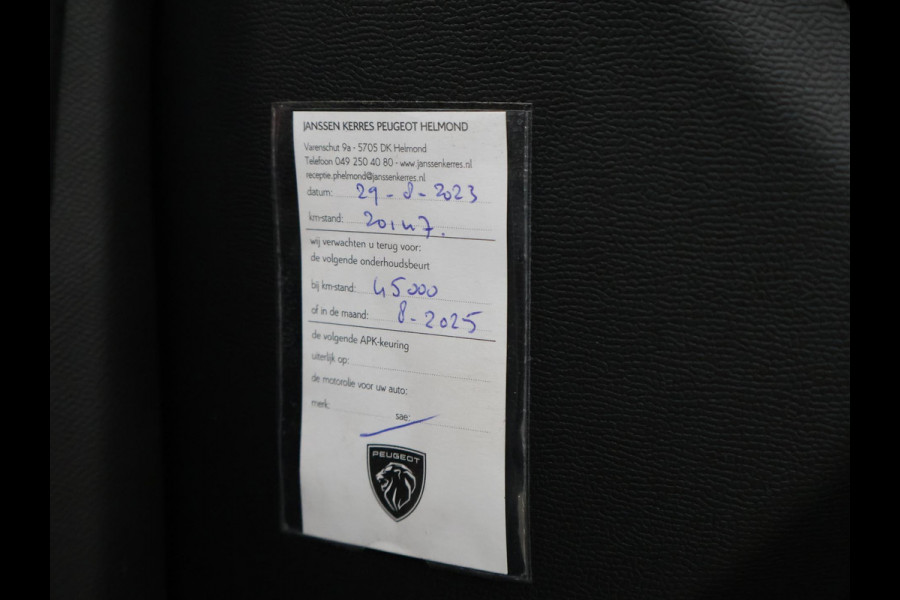 JANSSEN KERRES PEUGEOT HELMOND
Varenschut 9a - 5705 DK Helmond
Telefoon 049 250 40 80 - www.janssenkerres.nl
receptie.phelmond@janssenkerres.nl
datum: 29-8-2023
km-stand: 20147.
wij verwachten u terug voor:
de volgende onderhoudsbeurt
bij km-stand: 45000
of in de maand: 8-2025
de volgende APK-keuring
uiterlijk op:
de motorolie voor uw auto:
merk: sae:
PEUGEOT